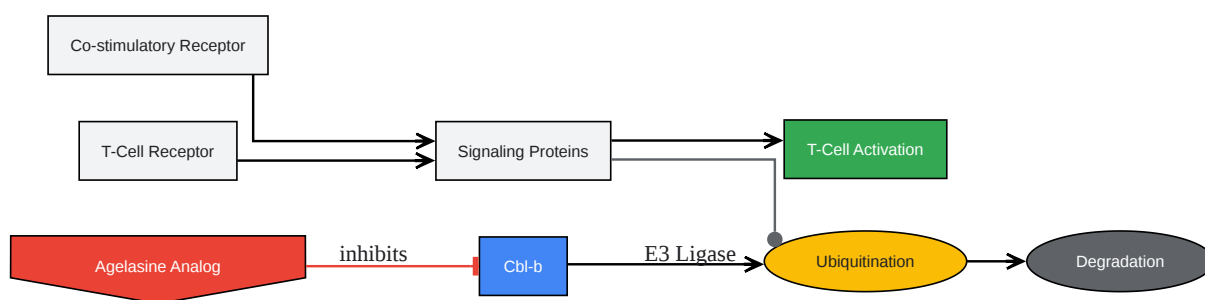 Co-stimulatory Receptor
T-Cell Receptor
Signaling Proteins
T-Cell Activation
Agelasine Analog
inhibits
Cbl-b
E3 Ligase
Ubiquitination
Degradation